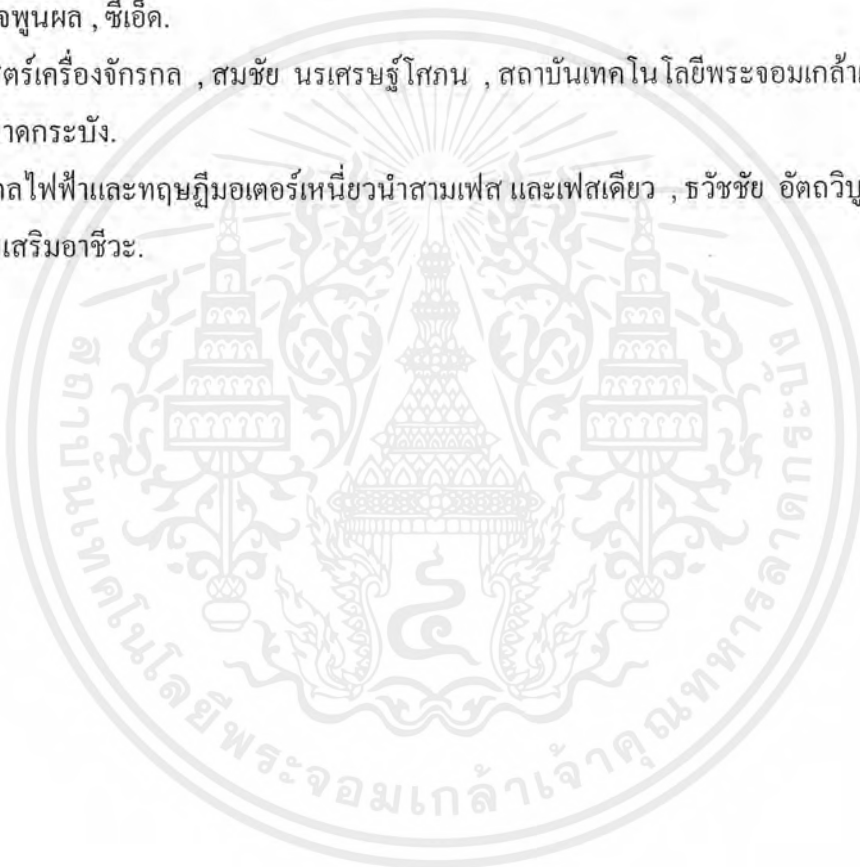 จพูนผล , ซีเอ็ด.
สตร์เครื่องจักรกล , สมชัย นรเศรษฐ์โสภน , สถาบันเทคโนโลยีพระจอมเกล้า
าดกระบัง.
กลไฟฟ้าและทฤษฎีมอเตอร์เหนี่ยวนำสามเฟส และเฟสเดียว , ธวัชชัย อัตถวิบู
เสริมอาชีวะ.
สถาบันเทคโนโลยีพระจอมเกล้าเจ้าคุณทหารลาดกระบัง